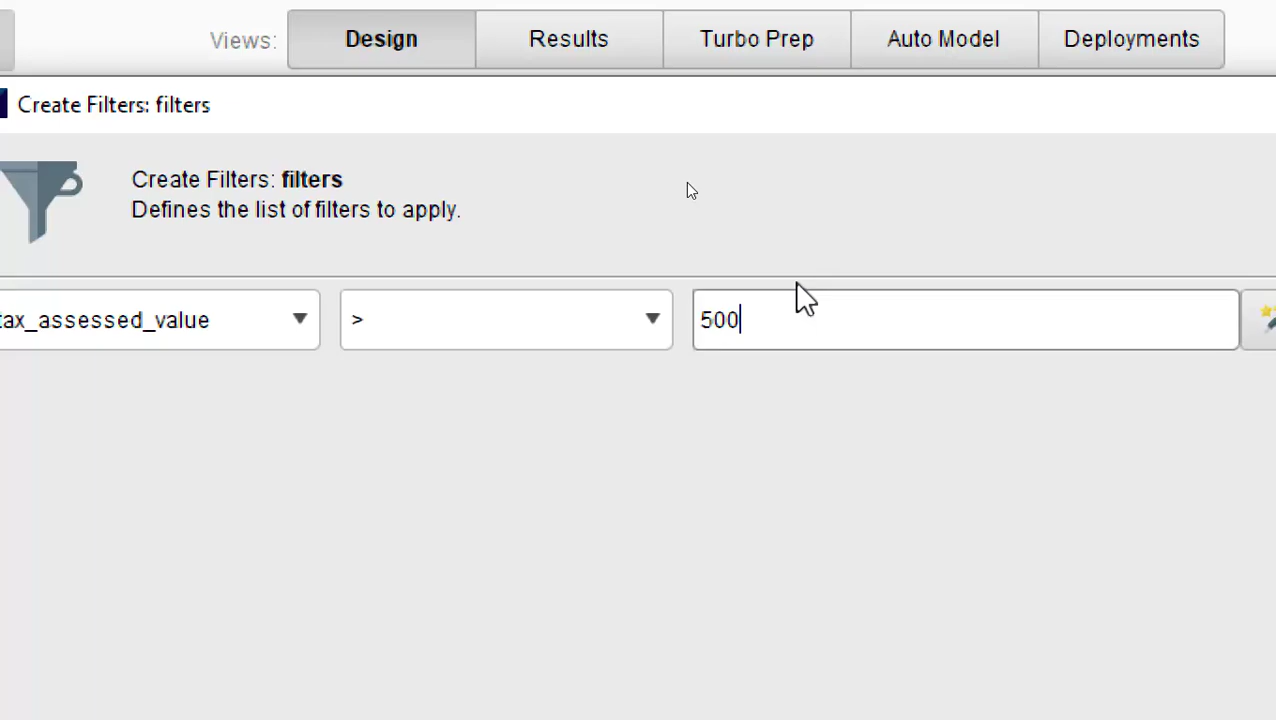 Views: Design Results Turbo Prep Auto Model Deployments
Create Filters: filters
Create Filters: filters
Defines the list of filters to apply.
tax_assessed_value > 500